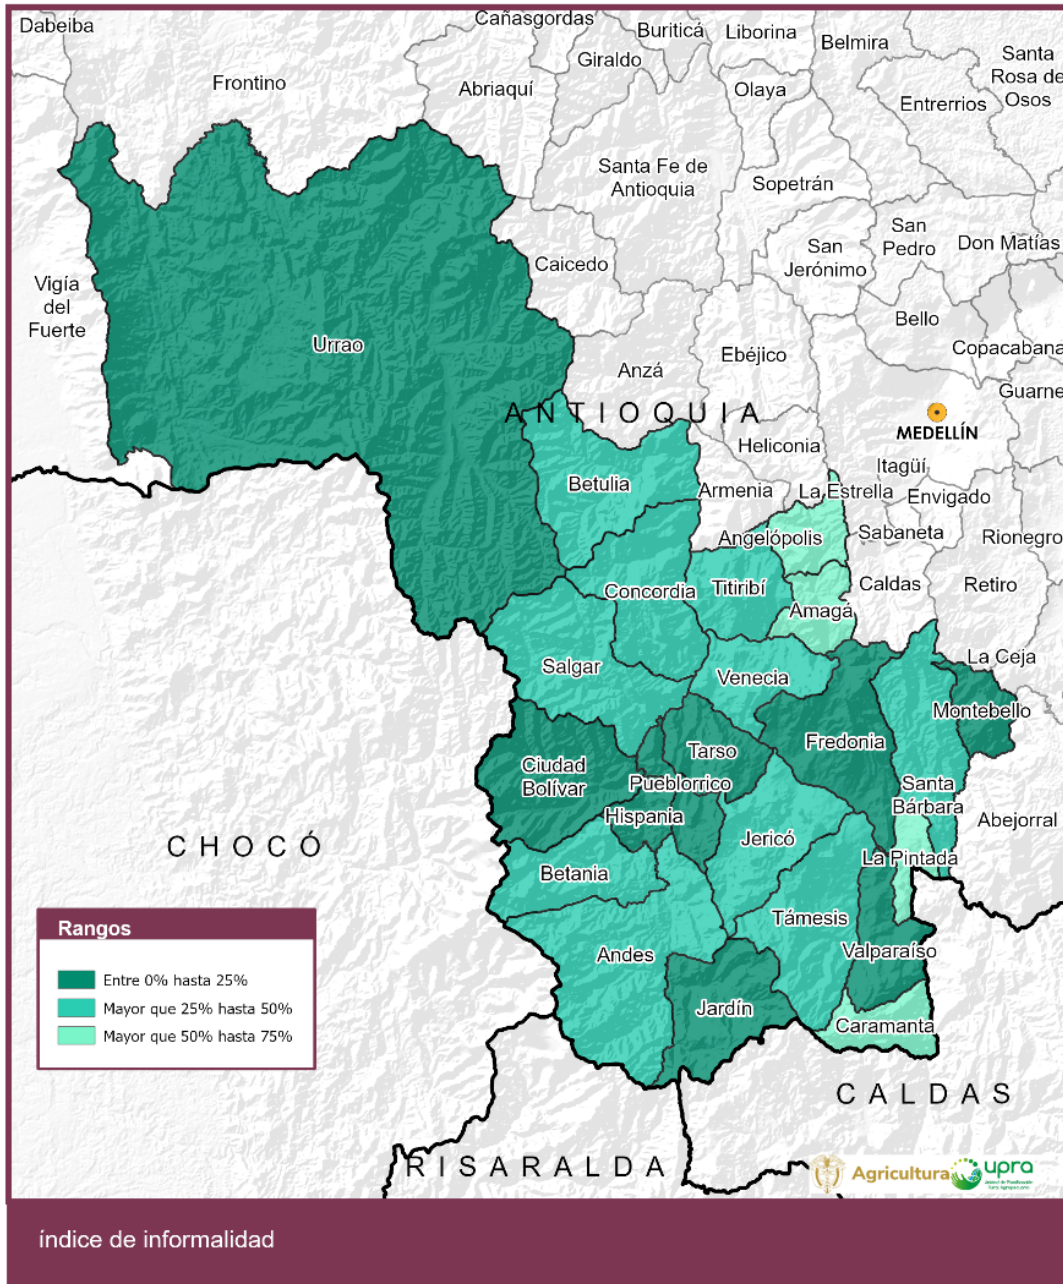 Dabeiba
Cañasgordas
Buriticá
Liborina
Belmira
Santa
Rosa de
Osos
Frontino
Abriaquí
Giraldo
Olaya
Entrerrios
Santa Fe de
Antioquia
Sopetrán
San
Pedro
Don Matías
San
Jerónimo
Caicedo
Vigía
del
Fuerte
Bello
Urrao
Ebéjico
Copacabana
Anzá
Guarne
ANTIOQUIA
MEDELLÍN
Heliconia
Itagüí
Betulia
Armenia
La Estrella
Envigado
Angelópolis
Sabaneta
Rionegro
Concordia
Titiribí
Amagá
Caldas
Retiro
Salgar
Venecia
La Ceja
Montebello
Ciudad
Bolívar
Tarso
Fredonia
Pueblorrico
Santa
Bárbara
Hispania
Abejorral
CHOCÓ
Jericó
La Pintada
Betania
Támesis
Andes
Valparaíso
Jardín
Caramanta
CALDAS
RISARALDA
Rangos
Entre 0% hasta 25%
Mayor que 25% hasta 50%
Mayor que 50% hasta 75%
Agricultura
upra
índice de informalidad